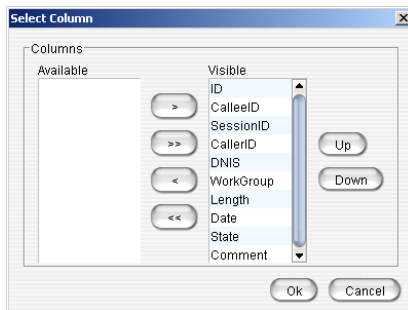 Select Column
Columns
Available
Visible
ID
CalleeID
SessionID
CallerID
DNIS
WorkGroup
Length
Date
State
Comment
>
>>
<
<<
Up
Down
Ok
Cancel